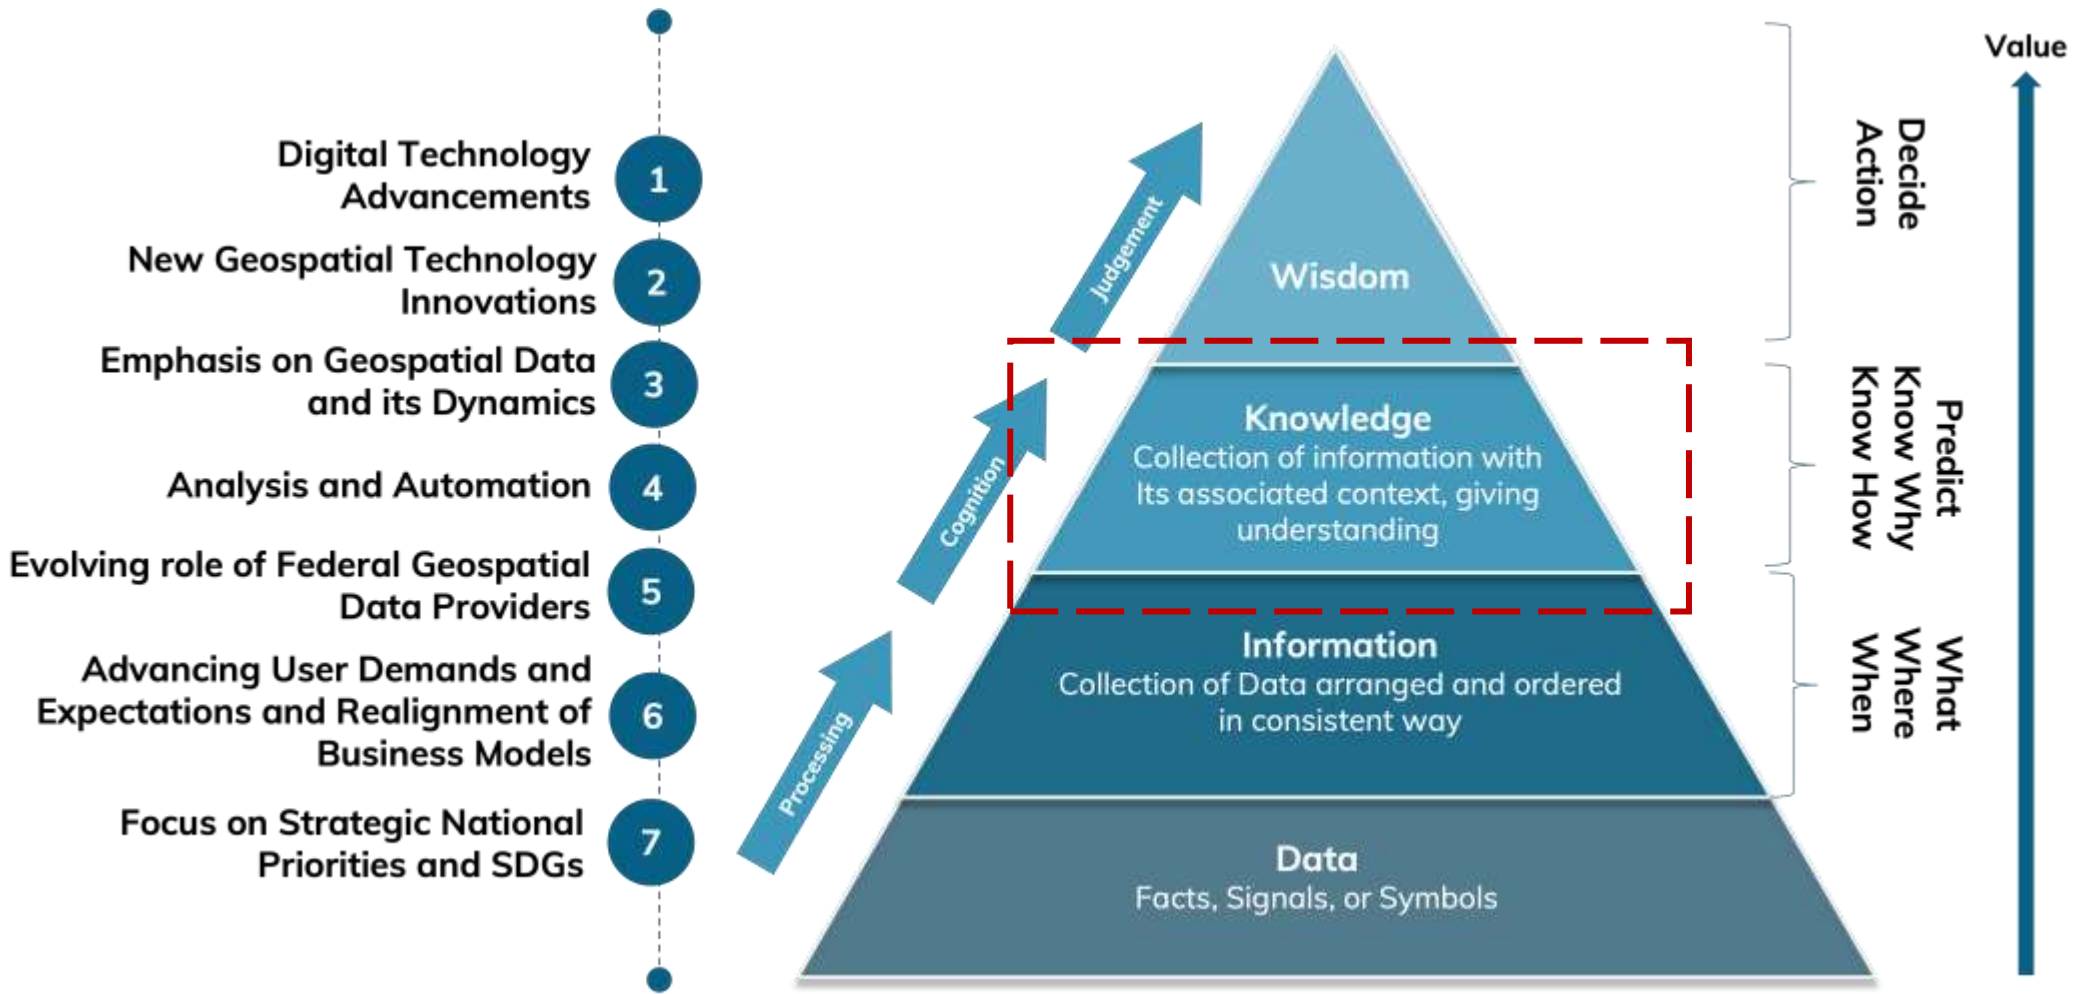 Digital Technology
Advancements
1
New Geospatial Technology
Innovations
2
Emphasis on Geospatial Data
and its Dynamics
3
Analysis and Automation
4
Evolving role of Federal Geospatial
Data Providers
5
Advancing User Demands and
Expectations and Realignment of
Business Models
6
Focus on Strategic National
Priorities and SDGs
7
Judgement
Cognition
Processing
Wisdom
Knowledge
Collection of information with
Its associated context, giving
understanding
Information
Collection of Data arranged and ordered
in consistent way
Data
Facts, Signals, or Symbols
Decide
Action
Predict
Know Why
Know How
What
Where
When
Value